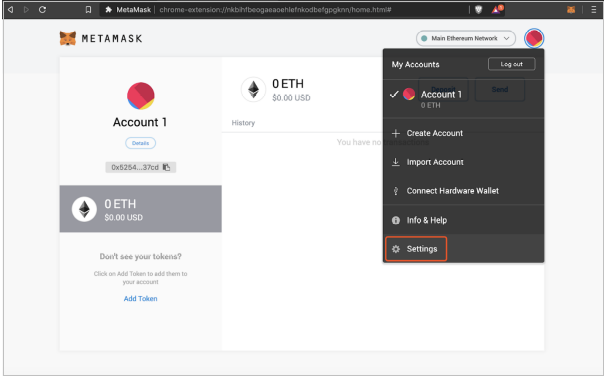 MetaMask | chrome-extension://nkbihfbeogaeaoehlefnkodbefgpgknn/home.html#
METAMASK
Main Ethereum Network
My Accounts
Log out
Account 1
0 ETH
Create Account
Import Account
Connect Hardware Wallet
Info & Help
Settings
Account 1
Details
0x5254...37cd
0 ETH
$0.00 USD
Don't see your tokens?
Click on Add Token to add them to
your account
Add Token
0 ETH
$0.00 USD
Send
History
You have no